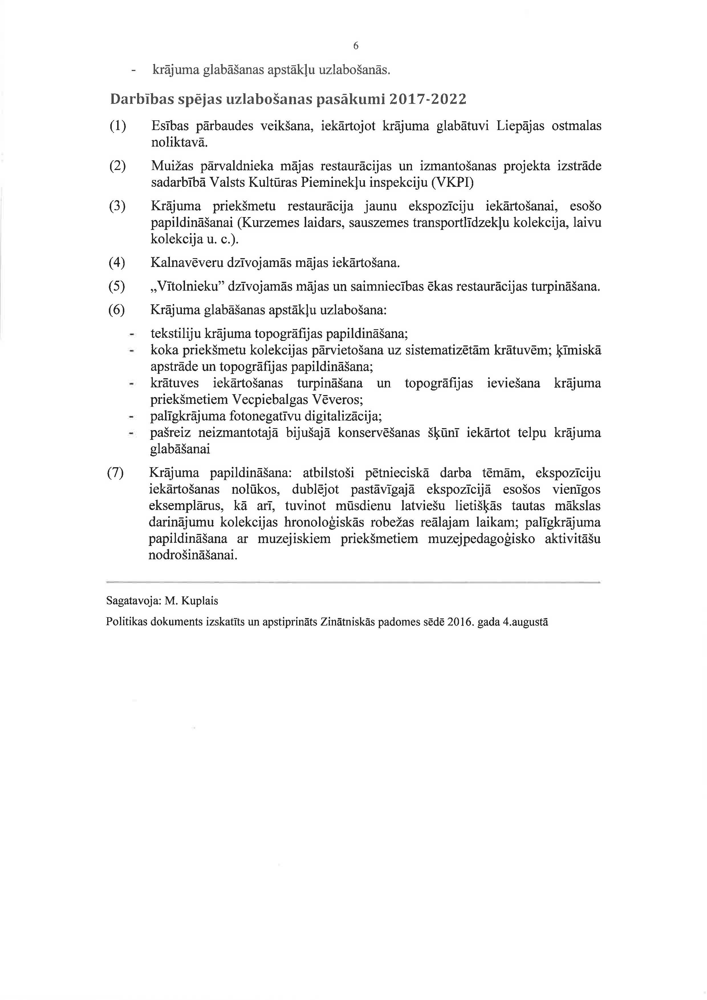 6
- krājuma glabāšanas apstākļu uzlabošanās.
Darbības spējas uzlabošanas pasākumi 2017-2022
(1) Esības pārbaudes veikšana, iekārtojot krājuma glabātuvi Liepājas ostmalas
noliktavā.
(2) Muižas pārvaldnieka mājas restaurācijas un izmantošanas projekta izstrāde
sadarbībā Valsts Kultūras Pieminekļu inspekciju (VKPI)
(3) Krājuma priekšmetu restaurācija jaunu ekspozīciju iekārtošanai, esošo
papildināšanai (Kurzemes laidars, sauszemes transportlīdzekļu kolekcija, laivu
kolekcija u. c.).
(4) Kalnavēveru dzīvojamās mājas iekārtošana.
(5) „Vītolnieku” dzīvojamās mājas un saimniecības ēkas restaurācijas turpināšana.
(6) Krājuma glabāšanas apstākļu uzlabošana:
- tekstiliju krājuma topogrāfijas papildināšana;
- koka priekšmetu kolekcijas pārvietošana uz sistematizētām krātuvēm; ķīmiskā
apstrāde un topogrāfijas papildināšana;
- krātuves iekārtošanas turpināšana un topogrāfijas ieviešana krājuma
priekšmetiem Vecpiebalgas Vēveros;
- palīgkrājuma fotonegatīvu digitalizācija;
- pašreiz neizmantotajā bijušajā konservēšanas šķūnī iekārtot telpu krājuma
glabāšanai
(7) Krājuma papildināšana: atbilstoši pētnieciskā darba tēmām, ekspozīciju
iekārtošanas nolūkos, dublējot pastāvīgajā ekspozīcijā esošos vienīgos
eksemplārus, kā arī, tuvinot mūsdienu latviešu lietišķās tautas mākslas
darinājumu kolekcijas hronoloģiskās robežas reālajam laikam; palīgkrājuma
papildināšana ar muzejiskiem priekšmetiem muzejpedagoģisko aktivitāšu
nodrošināšanai.
Sagatavoja: M. Kuplais
Politikas dokuments izskatīts un apstiprināts Zinātniskās padomes sēdē 2016. gada 4.augustā